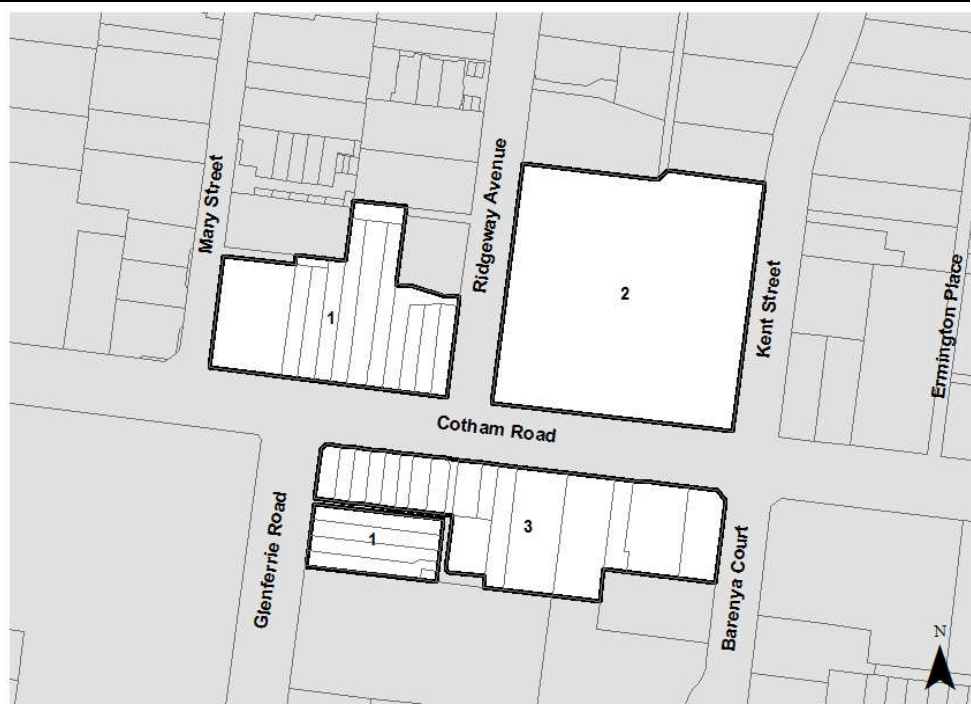 Mary Street
Ridgeway Avenue
1
2
Kent Street
Ermington Place
Cotham Road
Glenferrie Road
1
3
Barenya Court
N